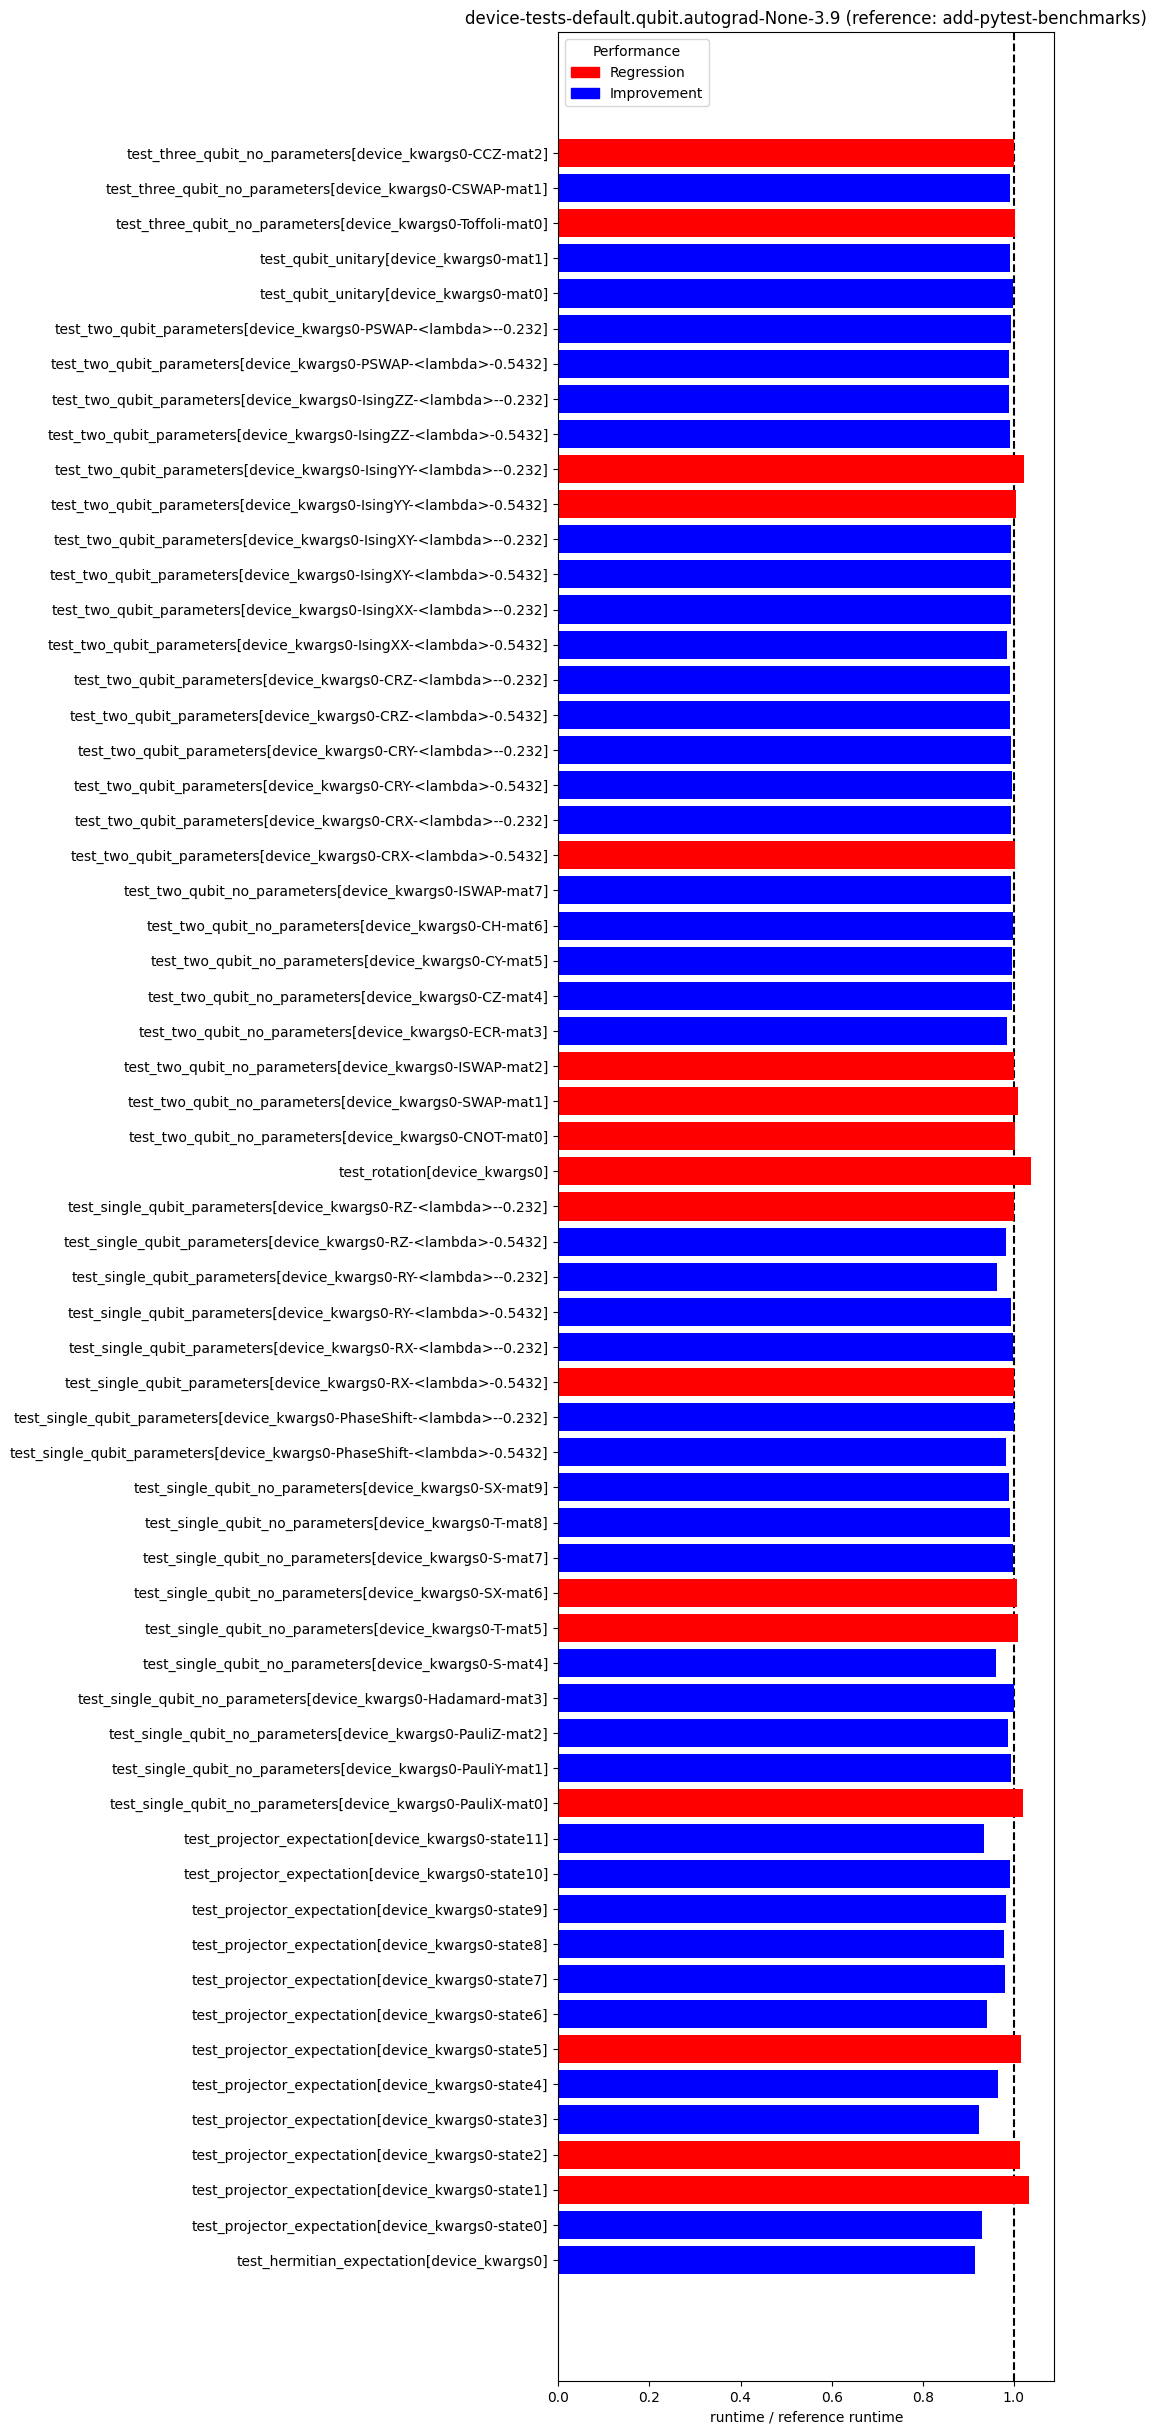 device-tests-default.qubit.autograd-None-3.9 (reference: add-pytest-benchmarks)
Performance
Regression
Improvement
test_three_qubit_no_parameters[device_kwargs0-CCZ-mat2]
test_three_qubit_no_parameters[device_kwargs0-CSWAP-mat1]
test_three_qubit_no_parameters[device_kwargs0-Toffoli-mat0]
test_qubit_unitary[device_kwargs0-mat1]
test_qubit_unitary[device_kwargs0-mat0]
test_two_qubit_parameters[device_kwargs0-PSWAP-<lambda>--0.232]
test_two_qubit_parameters[device_kwargs0-PSWAP-<lambda>-0.5432]
test_two_qubit_parameters[device_kwargs0-IsingZZ-<lambda>--0.232]
test_two_qubit_parameters[device_kwargs0-IsingZZ-<lambda>-0.5432]
test_two_qubit_parameters[device_kwargs0-IsingYY-<lambda>--0.232]
test_two_qubit_parameters[device_kwargs0-IsingYY-<lambda>-0.5432]
test_two_qubit_parameters[device_kwargs0-IsingXY-<lambda>--0.232]
test_two_qubit_parameters[device_kwargs0-IsingXY-<lambda>-0.5432]
test_two_qubit_parameters[device_kwargs0-IsingXX-<lambda>--0.232]
test_two_qubit_parameters[device_kwargs0-IsingXX-<lambda>-0.5432]
test_two_qubit_parameters[device_kwargs0-CRZ-<lambda>--0.232]
test_two_qubit_parameters[device_kwargs0-CRZ-<lambda>-0.5432]
test_two_qubit_parameters[device_kwargs0-CRY-<lambda>--0.232]
test_two_qubit_parameters[device_kwargs0-CRY-<lambda>-0.5432]
test_two_qubit_parameters[device_kwargs0-CRX-<lambda>--0.232]
test_two_qubit_parameters[device_kwargs0-CRX-<lambda>-0.5432]
test_two_qubit_no_parameters[device_kwargs0-ISWAP-mat7]
test_two_qubit_no_parameters[device_kwargs0-CH-mat6]
test_two_qubit_no_parameters[device_kwargs0-CY-mat5]
test_two_qubit_no_parameters[device_kwargs0-CZ-mat4]
test_two_qubit_no_parameters[device_kwargs0-ECR-mat3]
test_two_qubit_no_parameters[device_kwargs0-ISWAP-mat2]
test_two_qubit_no_parameters[device_kwargs0-SWAP-mat1]
test_two_qubit_no_parameters[device_kwargs0-CNOT-mat0]
test_rotation[device_kwargs0]
test_single_qubit_parameters[device_kwargs0-RZ-<lambda>--0.232]
test_single_qubit_parameters[device_kwargs0-RZ-<lambda>-0.5432]
test_single_qubit_parameters[device_kwargs0-RY-<lambda>--0.232]
test_single_qubit_parameters[device_kwargs0-RY-<lambda>-0.5432]
test_single_qubit_parameters[device_kwargs0-RX-<lambda>--0.232]
test_single_qubit_parameters[device_kwargs0-RX-<lambda>-0.5432]
test_single_qubit_parameters[device_kwargs0-PhaseShift-<lambda>--0.232]
test_single_qubit_parameters[device_kwargs0-PhaseShift-<lambda>-0.5432]
test_single_qubit_no_parameters[device_kwargs0-SX-mat9]
test_single_qubit_no_parameters[device_kwargs0-T-mat8]
test_single_qubit_no_parameters[device_kwargs0-S-mat7]
test_single_qubit_no_parameters[device_kwargs0-SX-mat6]
test_single_qubit_no_parameters[device_kwargs0-T-mat5]
test_single_qubit_no_parameters[device_kwargs0-S-mat4]
test_single_qubit_no_parameters[device_kwargs0-Hadamard-mat3]
test_single_qubit_no_parameters[device_kwargs0-PauliZ-mat2]
test_single_qubit_no_parameters[device_kwargs0-PauliY-mat1]
test_single_qubit_no_parameters[device_kwargs0-PauliX-mat0]
test_projector_expectation[device_kwargs0-state11]
test_projector_expectation[device_kwargs0-state10]
test_projector_expectation[device_kwargs0-state9]
test_projector_expectation[device_kwargs0-state8]
test_projector_expectation[device_kwargs0-state7]
test_projector_expectation[device_kwargs0-state6]
test_projector_expectation[device_kwargs0-state5]
test_projector_expectation[device_kwargs0-state4]
test_projector_expectation[device_kwargs0-state3]
test_projector_expectation[device_kwargs0-state2]
test_projector_expectation[device_kwargs0-state1]
test_projector_expectation[device_kwargs0-state0]
test_hermitian_expectation[device_kwargs0]
0.0 0.2 0.4 0.6 0.8 1.0
runtime / reference runtime